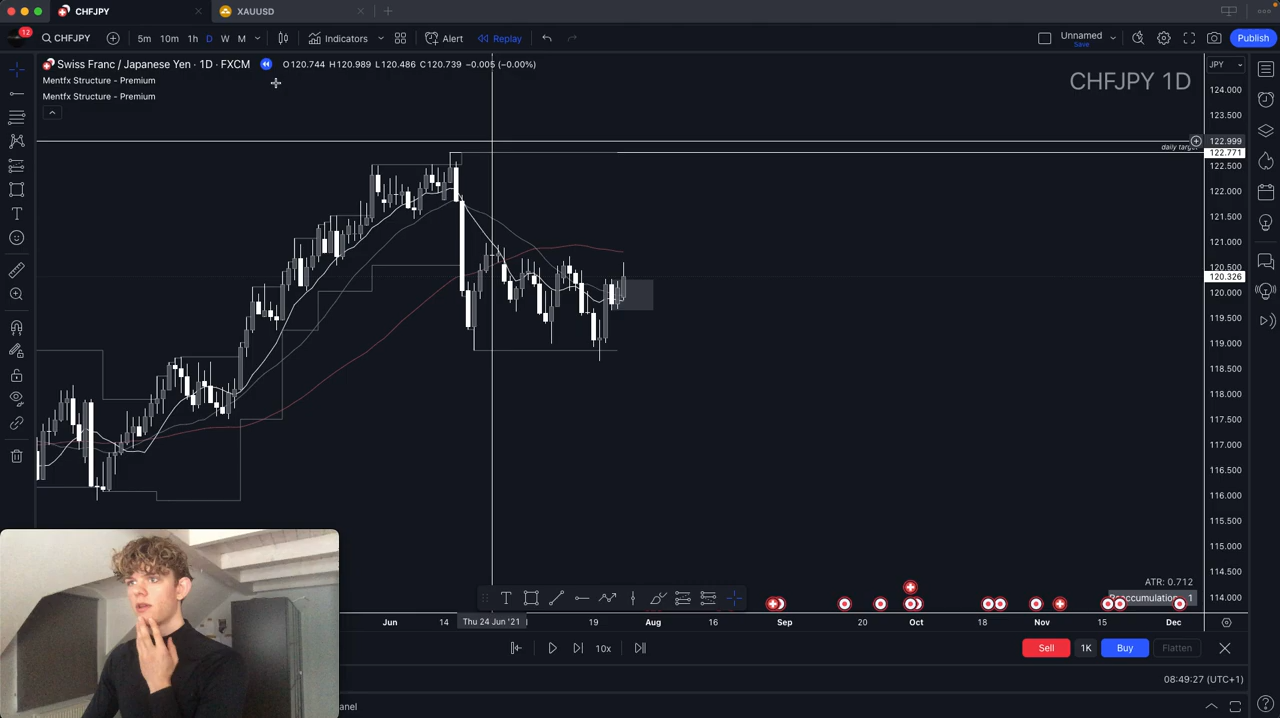 CHFJPY
XAUUSD
12
CHFJPY
5m 10m 1h D W M
Indicators
Alert
Replay
Unnamed
Save
Publish
Swiss Franc / Japanese Yen · 1D · FXCM
O120.744 H120.989 L120.486 C120.739 −0.005 (−0.00%)
JPY
Mentfx Structure - Premium
Mentfx Structure - Premium
CHFJPY 1D
124.000
123.500
122.999
daily target
122.771
122.500
122.000
121.500
121.000
120.500
120.326
120.000
119.500
119.000
118.500
118.000
117.500
117.000
116.500
116.000
115.500
115.000
114.500
ATR: 0.712
114.000
Jun 14 Thu 24 Jun '21 19 Aug 16 Sep 20 Oct 18 Nov 15 Dec
10x
Sell 1K Buy Flatten
08:49:27 (UTC+1)